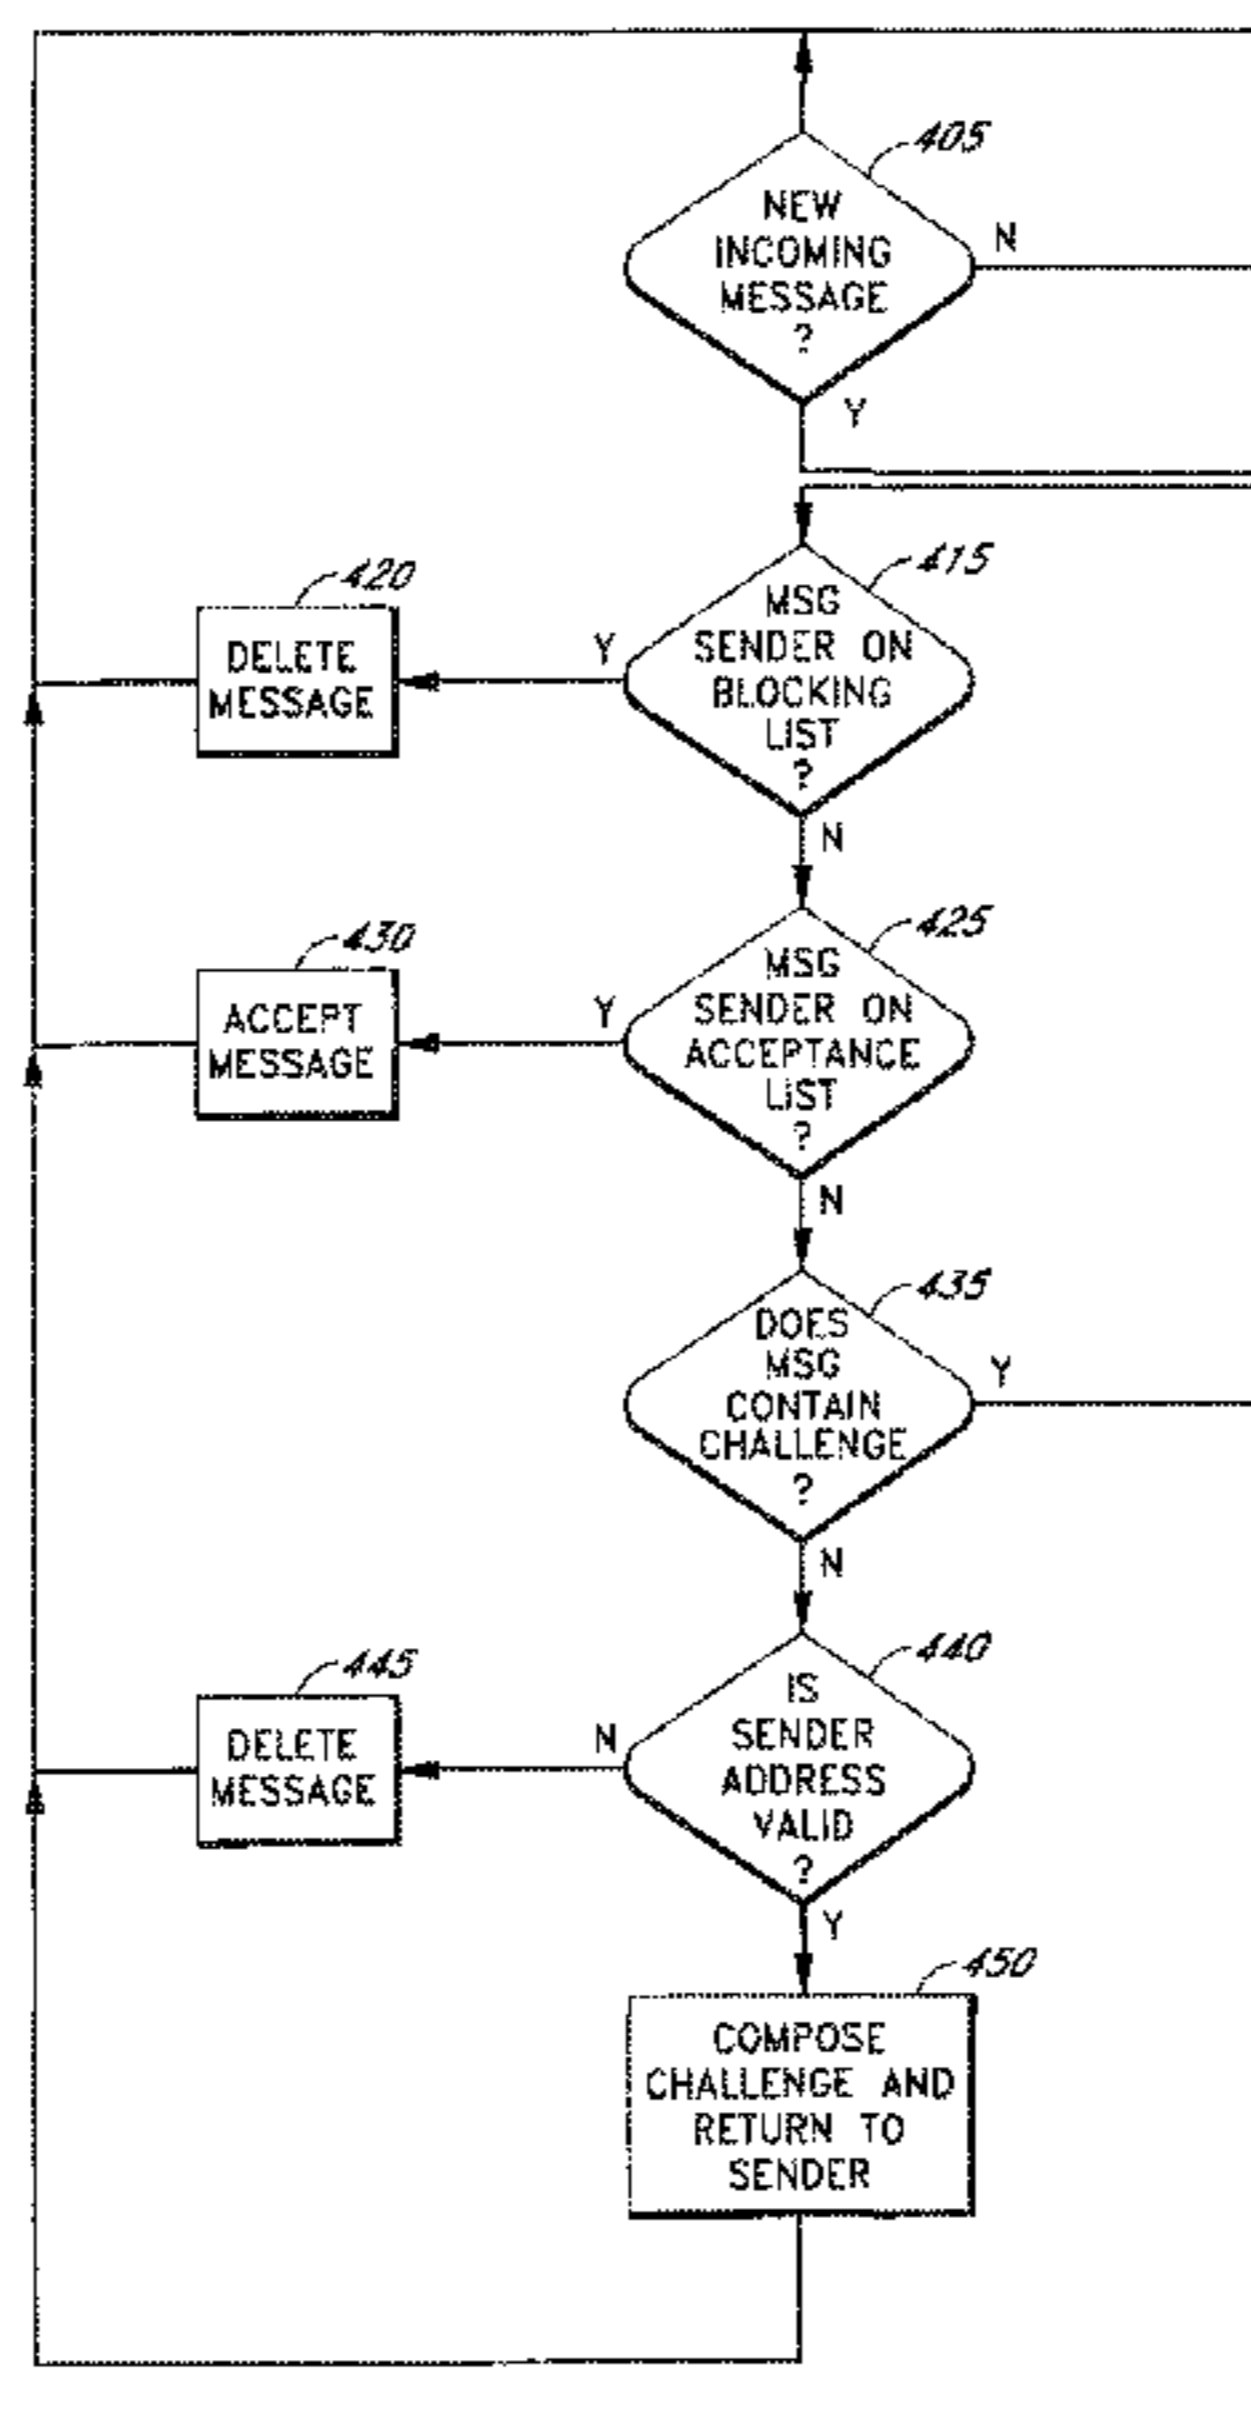 405
NEW
INCOMING
MESSAGE
?
N
Y
415
MSG
SENDER ON
BLOCKING
LIST
?
Y
N
420
DELETE
MESSAGE
425
MSG
SENDER ON
ACCEPTANCE
LIST
?
Y
N
430
ACCEPT
MESSAGE
435
DOES
MSG
CONTAIN
CHALLENGE
?
Y
N
440
IS
SENDER
ADDRESS
VALID
?
N
Y
445
DELETE
MESSAGE
450
COMPOSE
CHALLENGE AND
RETURN TO
SENDER